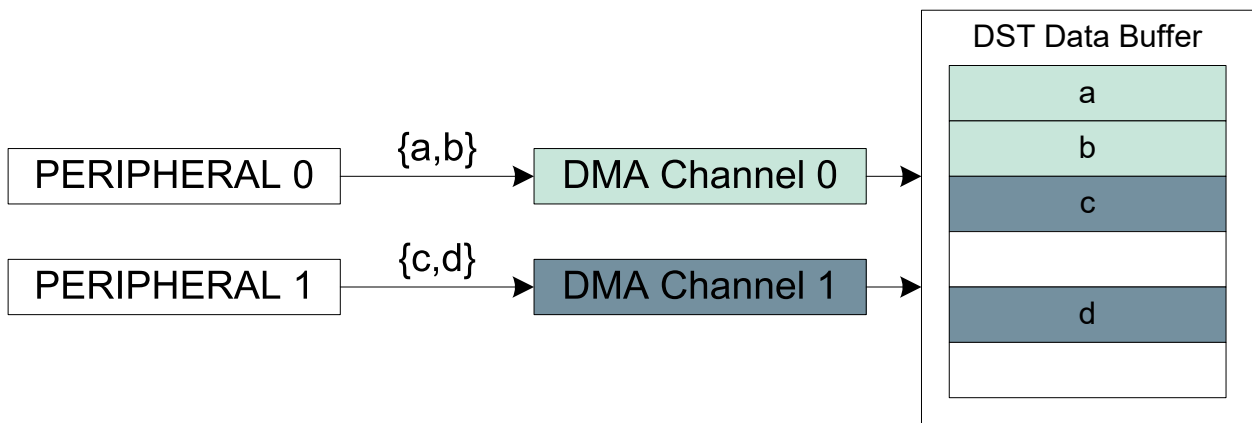 DST Data Buffer
a
b
c
d
PERIPHERAL 0
{a,b}
DMA Channel 0
PERIPHERAL 1
{c,d}
DMA Channel 1